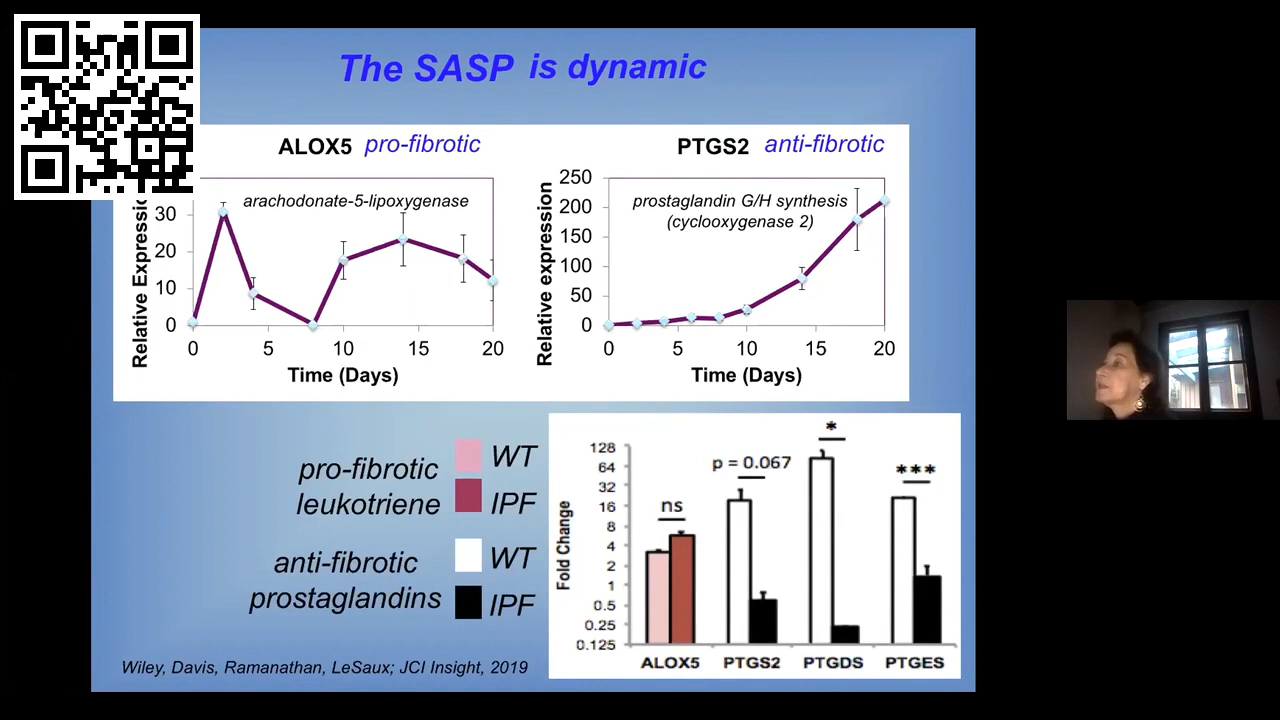 The SASP is dynamic
ALOX5 pro-fibrotic
arachodonate-5-lipoxygenase
Relative Expression
30
20
10
0
0 5 10 15 20
Time (Days)
PTGS2 anti-fibrotic
prostaglandin G/H synthesis
(cyclooxygenase 2)
Relative expression
250
200
150
100
50
0
0 5 10 15 20
Time (Days)
pro-fibrotic
leukotriene
WT
IPF
anti-fibrotic
prostaglandins
WT
IPF
Fold Change
128
64
32
16
8
4
2
1
0.5
0.25
0.125
ns
p = 0.067
*
***
ALOX5 PTGS2 PTGDS PTGES
Wiley, Davis, Ramanathan, LeSaux; JCI Insight, 2019